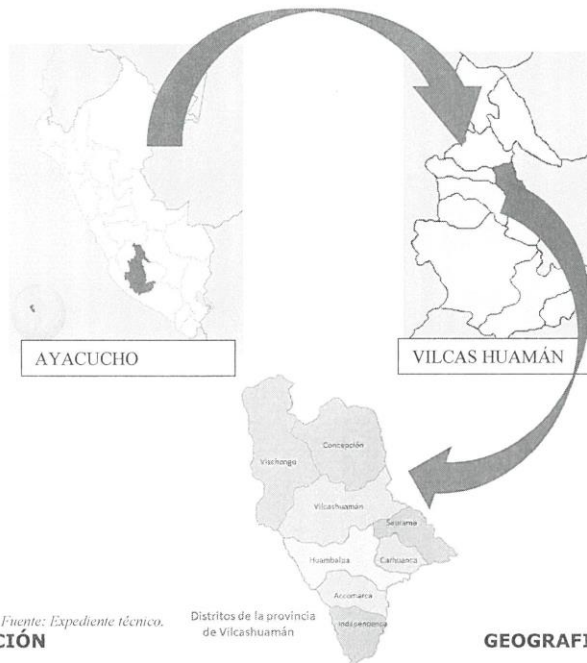 AYACUCHO
VILCAS HUAMÁN
Concepción
Vischongo
Vilcashuamán
Saurama
Huambalpa
Carhuanca
Accomarca
Independencia
Fuente: Expediente técnico.
Distritos de la provincia
de Vilcashuamán
CIÓN
GEOGRAFI